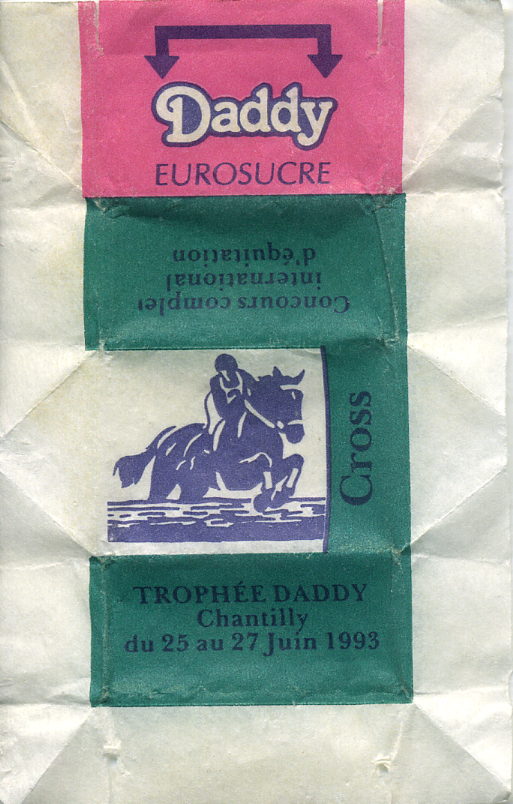 Daddy
EUROSUCRE
Concours complet
international
d'équitation
Cross
TROPHÉE DADDY
Chantilly
du 25 au 27 Juin 1993